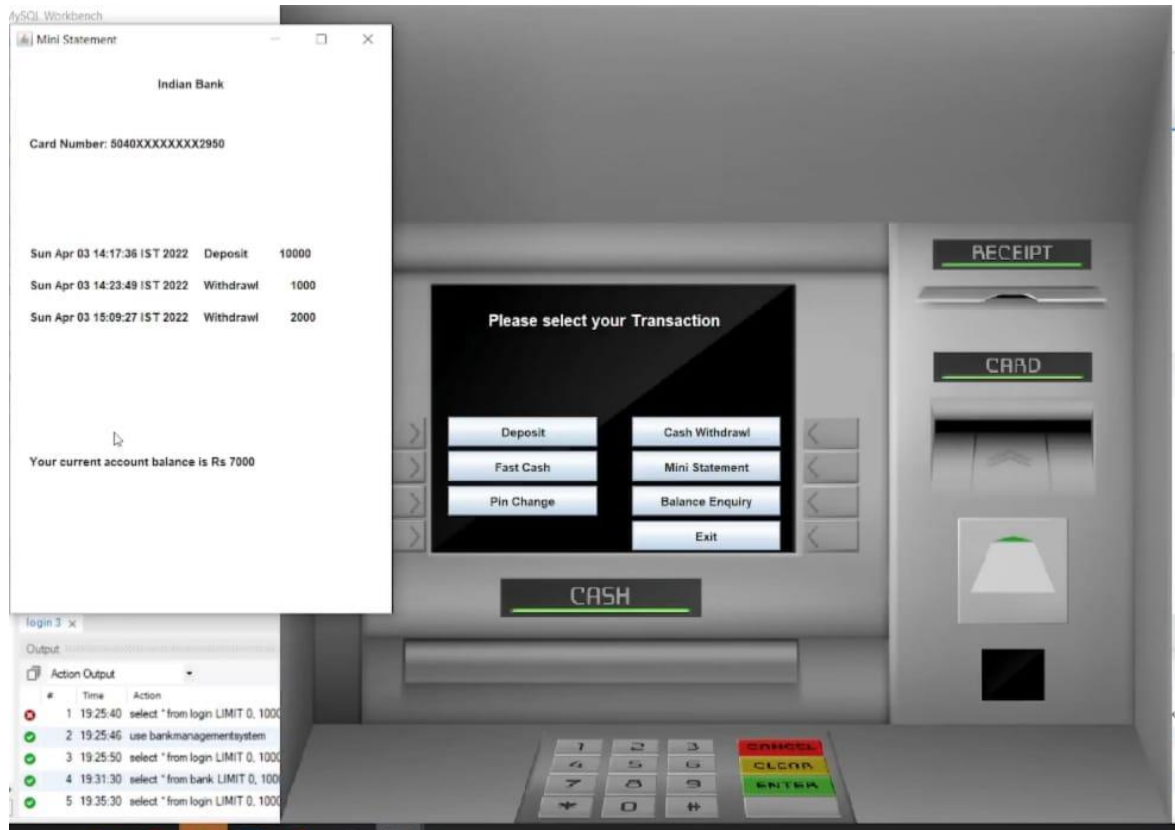 MySQL Workbench
Mini Statement
Indian Bank
Card Number: 5040XXXXXXXX2950
Sun Apr 03 14:17:36 IST 2022 Deposit 10000
Sun Apr 03 14:23:49 IST 2022 Withdrawl 1000
Sun Apr 03 15:09:27 IST 2022 Withdrawl 2000
Your current account balance is Rs 7000
login 3 ×
Output
Action Output
# Time Action
1 19:25:40 select * from login LIMIT 0, 1000
2 19:25:46 use bankmanagementsystem
3 19:25:50 select * from login LIMIT 0, 1000
4 19:31:30 select * from bank LIMIT 0, 100
5 19:35:30 select * from login LIMIT 0, 1000
Please select your Transaction
Deposit Cash Withdrawl
Fast Cash Mini Statement
Pin Change Balance Enquiry
Exit
RECEIPT
CARD
CASH
1 2 3 CANCEL
4 5 6 CLEAR
7 8 9 ENTER
* 0 #